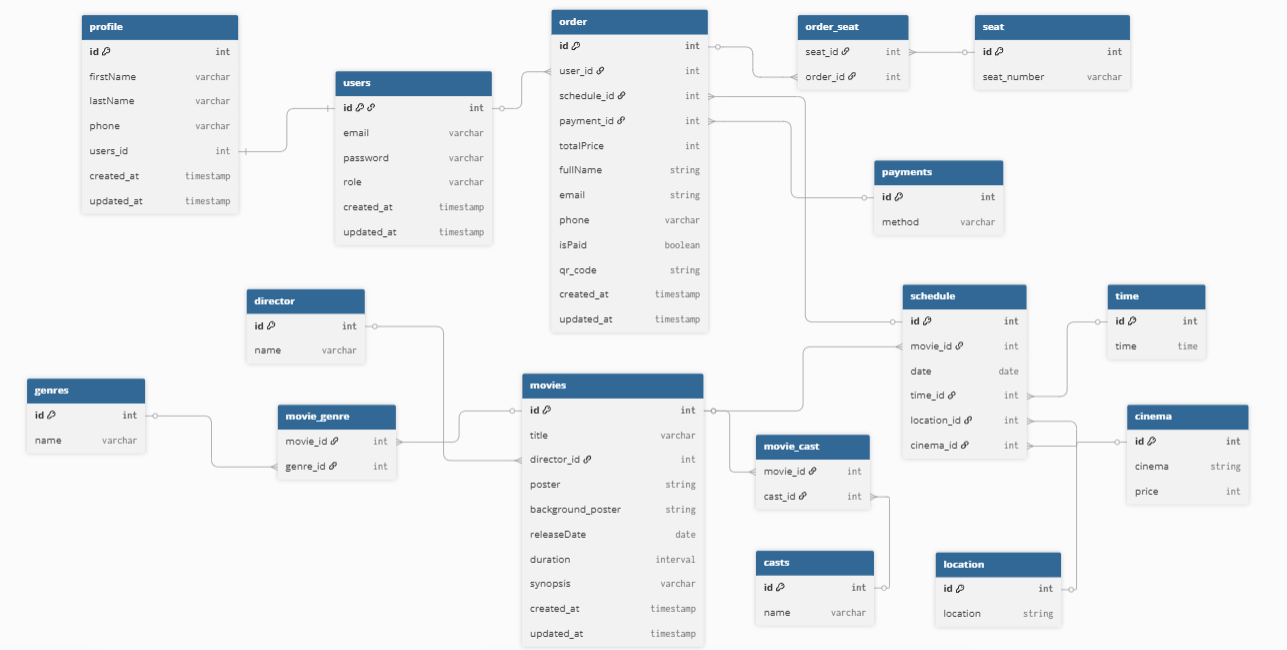 profile
id int
firstName varchar
lastName varchar
phone varchar
users_id int
created_at timestamp
updated_at timestamp
users
id int
email varchar
password varchar
role varchar
created_at timestamp
updated_at timestamp
order
id int
user_id int
schedule_id int
payment_id int
totalPrice int
fullName string
email string
phone varchar
isPaid boolean
qr_code string
created_at timestamp
updated_at timestamp
order_seat
seat_id int
order_id int
seat
id int
seat_number varchar
payments
id int
method varchar
director
id int
name varchar
genres
id int
name varchar
movie_genre
movie_id int
genre_id int
movies
id int
title varchar
director_id int
poster string
background_poster string
releaseDate date
duration interval
synopsis varchar
created_at timestamp
updated_at timestamp
movie_cast
movie_id int
cast_id int
casts
id int
name varchar
schedule
id int
movie_id int
date date
time_id int
location_id int
cinema_id int
time
id int
time time
cinema
id int
cinema string
price int
location
id int
location string